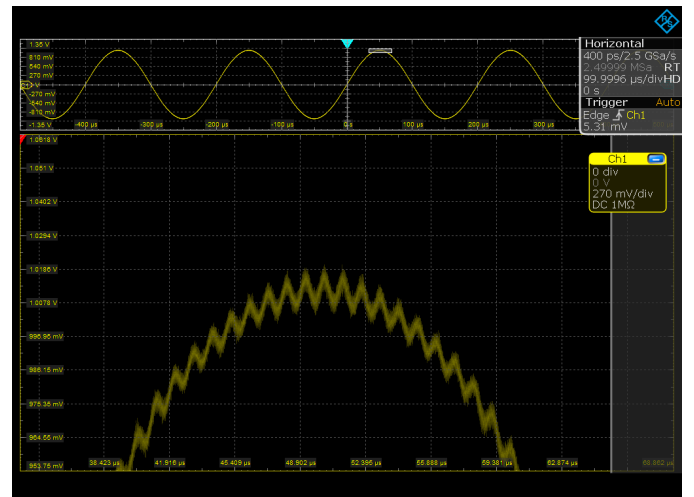 R&S
1.35 V
810 mV
540 mV
270 mV
0 V
-270 mV
-540 mV
-810 mV
-1.35 V
-400 µs
-300 µs
-200 µs
-100 µs
0 s
100 µs
200 µs
300 µs
Horizontal
400 ps/2.5 GSa/s
2.49999 MSa RT
99.9996 µs/div HD
0 s
Trigger Auto
Edge Ch1
5.31 mV
1.0618 V
1.051 V
1.0402 V
1.0294 V
1.0186 V
1.0078 V
996.95 mV
986.15 mV
975.35 mV
964.55 mV
953.75 mV
Ch1
0 div
0 V
270 mV/div
DC 1MΩ
38.423 µs
41.916 µs
45.409 µs
48.902 µs
52.395 µs
55.888 µs
59.381 µs
62.874 µs